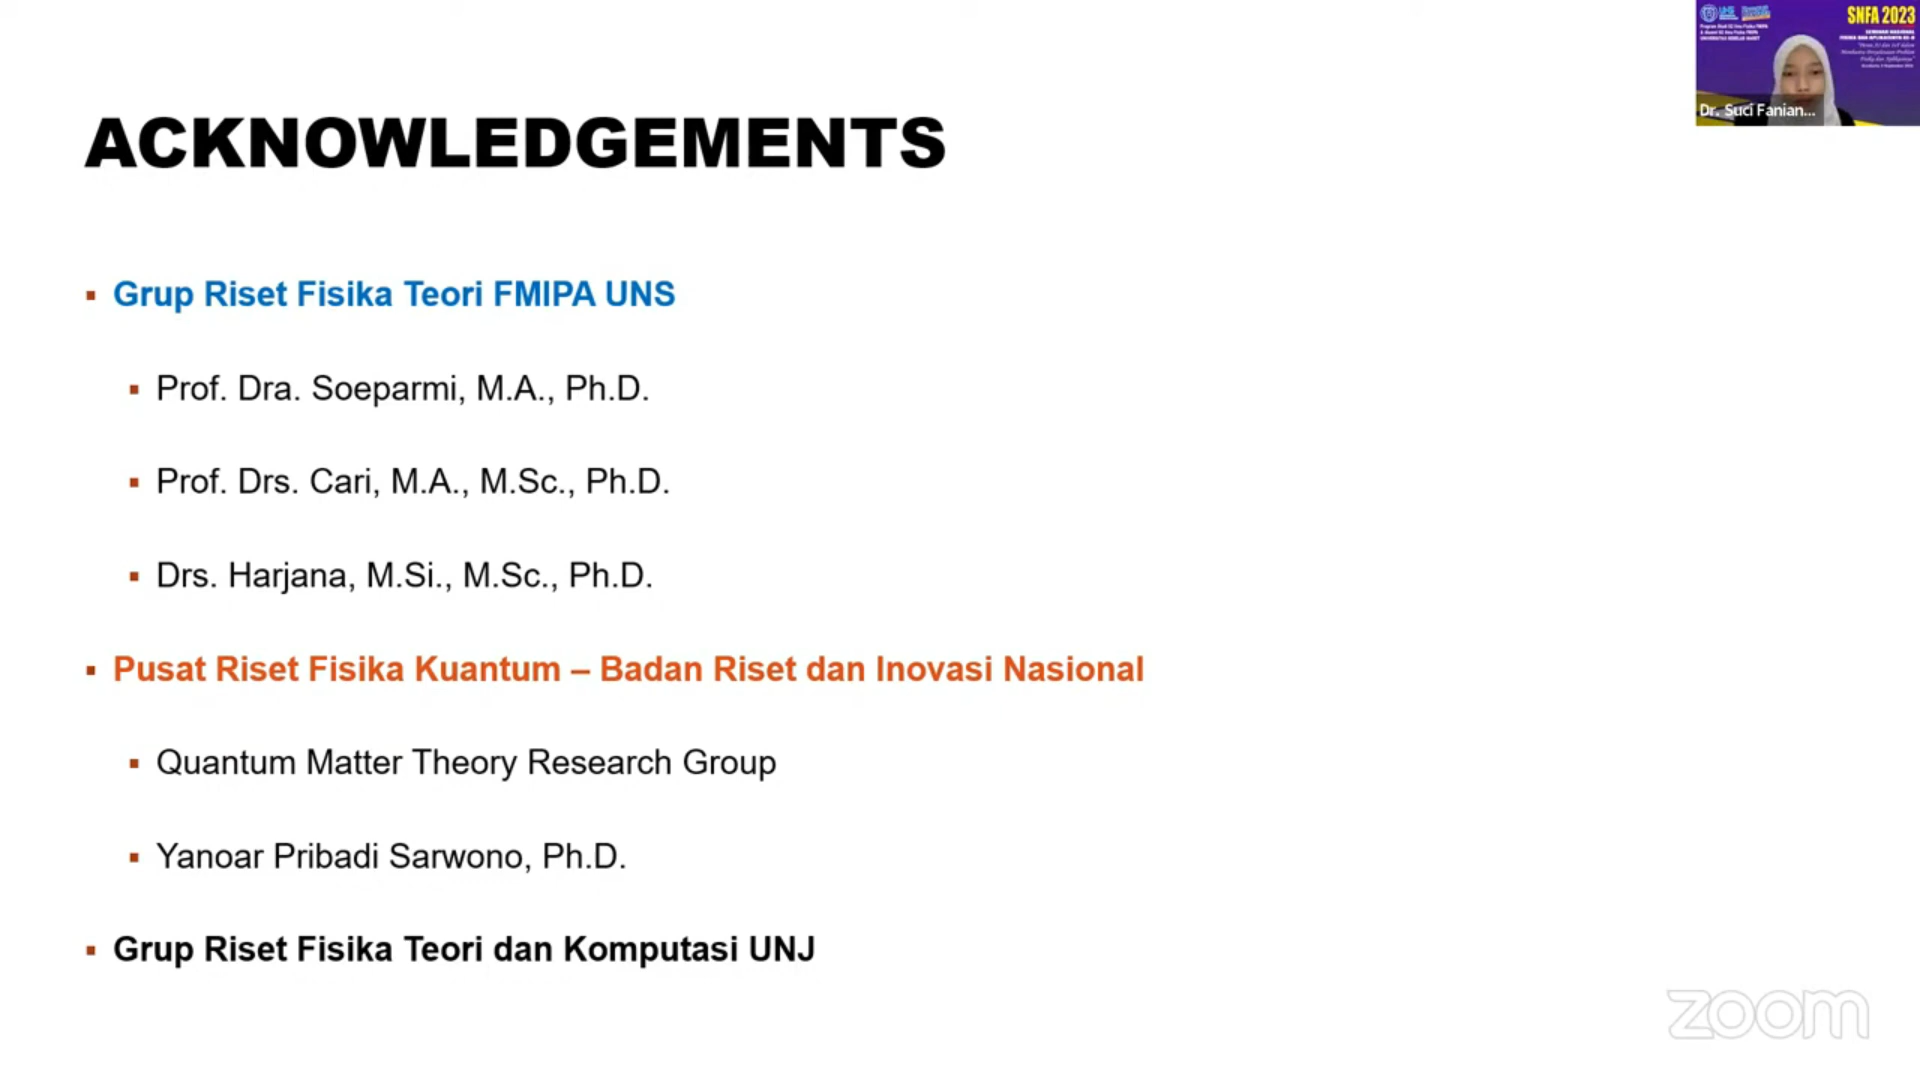 SNFA 2023
Dr. Suci Fanian...
ACKNOWLEDGEMENTS
▪ Grup Riset Fisika Teori FMIPA UNS
▪ Prof. Dra. Soeparmi, M.A., Ph.D.
▪ Prof. Drs. Cari, M.A., M.Sc., Ph.D.
▪ Drs. Harjana, M.Si., M.Sc., Ph.D.
▪ Pusat Riset Fisika Kuantum – Badan Riset dan Inovasi Nasional
▪ Quantum Matter Theory Research Group
▪ Yanoar Pribadi Sarwono, Ph.D.
▪ Grup Riset Fisika Teori dan Komputasi UNJ
zoom